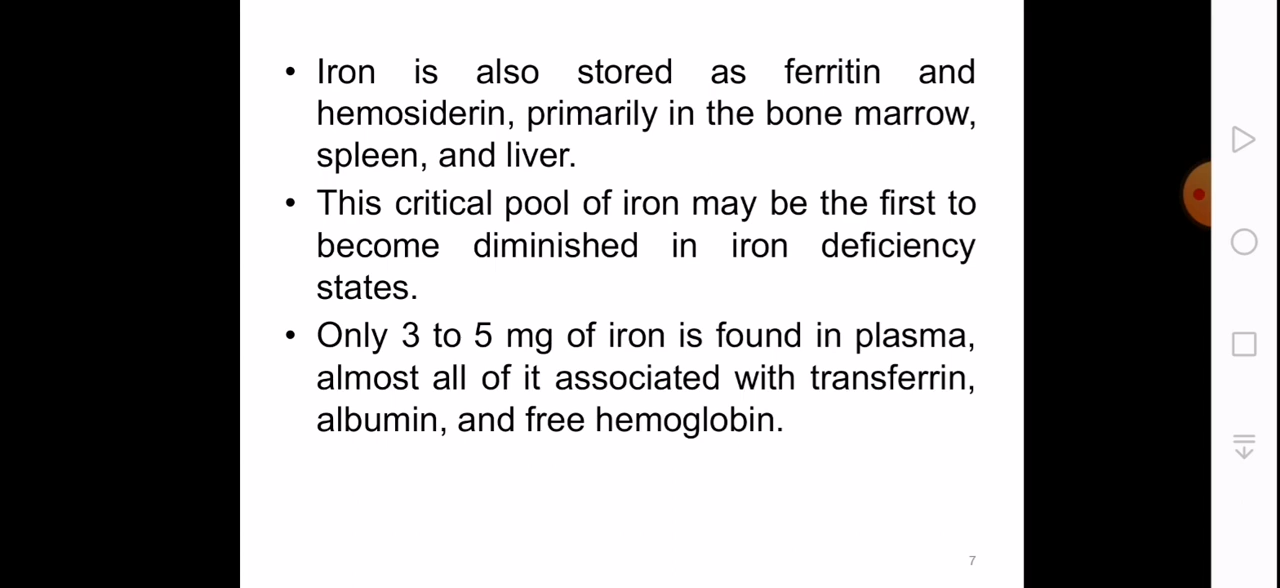 • Iron is also stored as ferritin and
hemosiderin, primarily in the bone marrow,
spleen, and liver.
• This critical pool of iron may be the first to
become diminished in iron deficiency
states.
• Only 3 to 5 mg of iron is found in plasma,
almost all of it associated with transferrin,
albumin, and free hemoglobin.
7